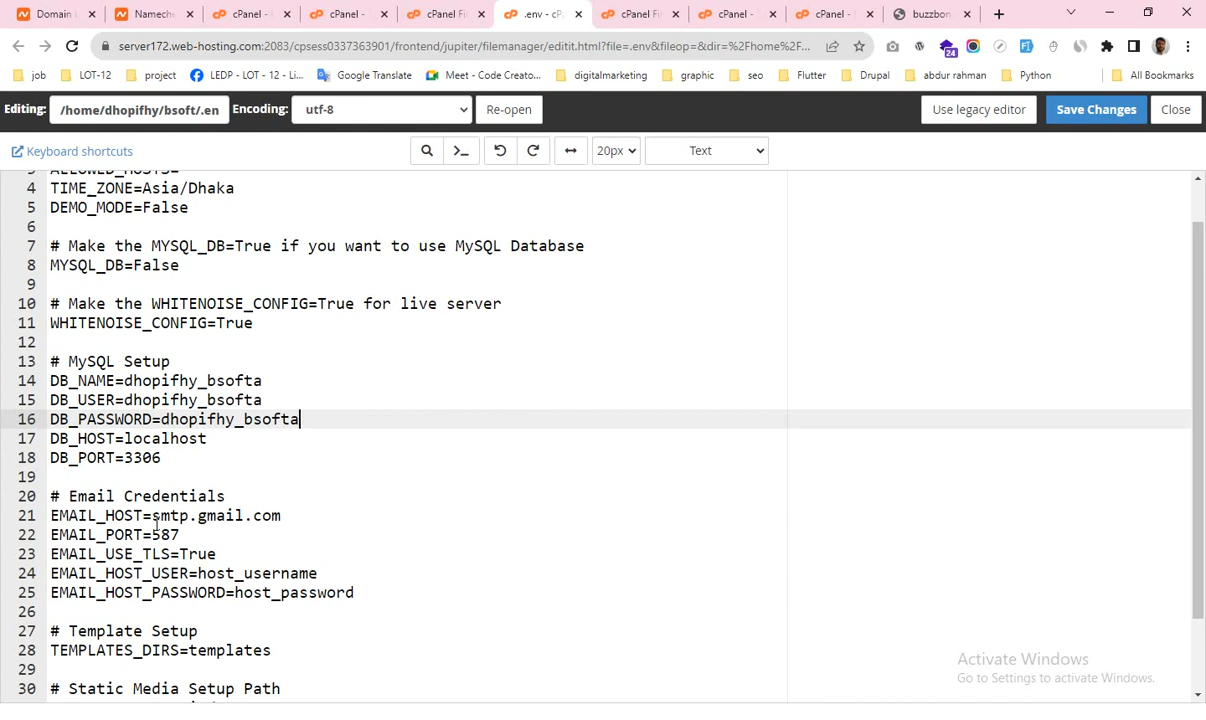 Domain L
Namech
cPanel -
cPanel -
cPanel Fi
.env - cP
cPanel Fi
cPanel -
cPanel -
buzzbon
server172.web-hosting.com:2083/cpsess0337363901/frontend/jupiter/filemanager/editit.html?file=.env&fileop=&dir=%2Fhome%2F...
24
job
LOT-12
project
LEDP - LOT - 12 - Li...
Google Translate
Meet - Code Creato...
digitalmarketing
graphic
seo
Flutter
Drupal
abdur rahman
Python
All Bookmarks
Editing: /home/dhopifhy/bsoft/.en Encoding: utf-8 Re-open Use legacy editor Save Changes Close
Keyboard shortcuts
20px
Text
4 TIME_ZONE=Asia/Dhaka
5 DEMO_MODE=False
6
7 # Make the MYSQL_DB=True if you want to use MySQL Database
8 MYSQL_DB=False
9
10 # Make the WHITENOISE_CONFIG=True for live server
11 WHITENOISE_CONFIG=True
12
13 # MySQL Setup
14 DB_NAME=dhopifhy_bsofta
15 DB_USER=dhopifhy_bsofta
16 DB_PASSWORD=dhopifhy_bsofta
17 DB_HOST=localhost
18 DB_PORT=3306
19
20 # Email Credentials
21 EMAIL_HOST=smtp.gmail.com
22 EMAIL_PORT=587
23 EMAIL_USE_TLS=True
24 EMAIL_HOST_USER=host_username
25 EMAIL_HOST_PASSWORD=host_password
26
27 # Template Setup
28 TEMPLATES_DIRS=templates
29
30 # Static Media Setup Path
Activate Windows
Go to Settings to activate Windows.